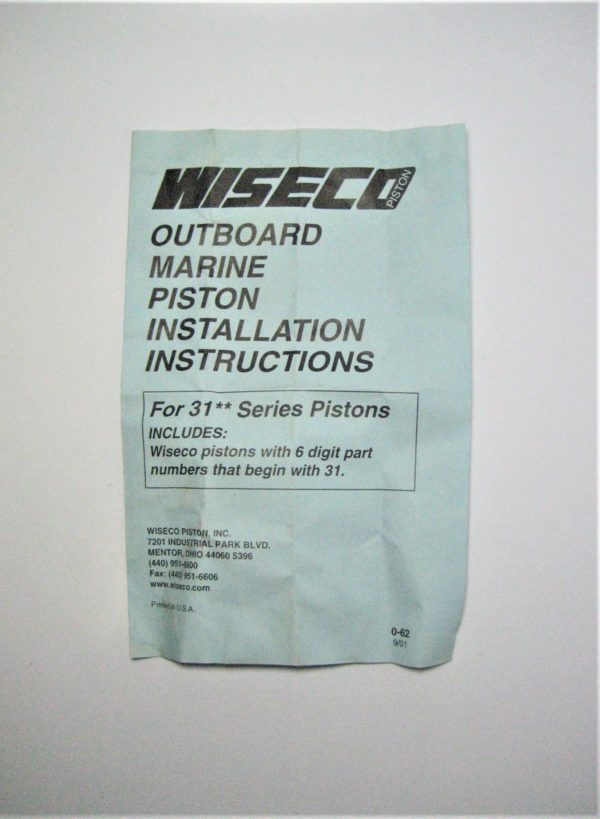 WISECO PISTON
OUTBOARD
MARINE
PISTON
INSTALLATION
INSTRUCTIONS
For 31** Series Pistons
INCLUDES:
Wiseco pistons with 6 digit part
numbers that begin with 31.
WISECO PISTON, INC.
7201 INDUSTRIAL PARK BLVD.
MENTOR, OHIO 44060 5396
(440) 951-6600
Fax: (440) 951-6606
www.wiseco.com
Printed in U.S.A.
0-62
9/01